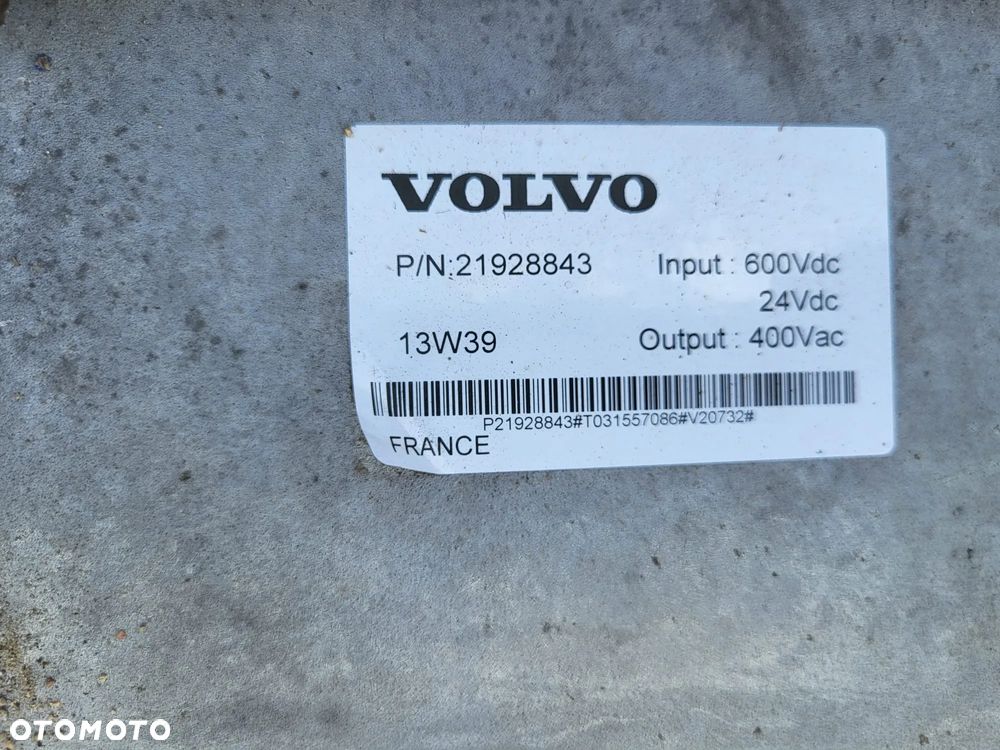 VOLVO
P/N:21928843 Input : 600Vdc
24Vdc
13W39 Output : 400Vac
P21928843#T031557086#V20732#
FRANCE
OTOMOTO